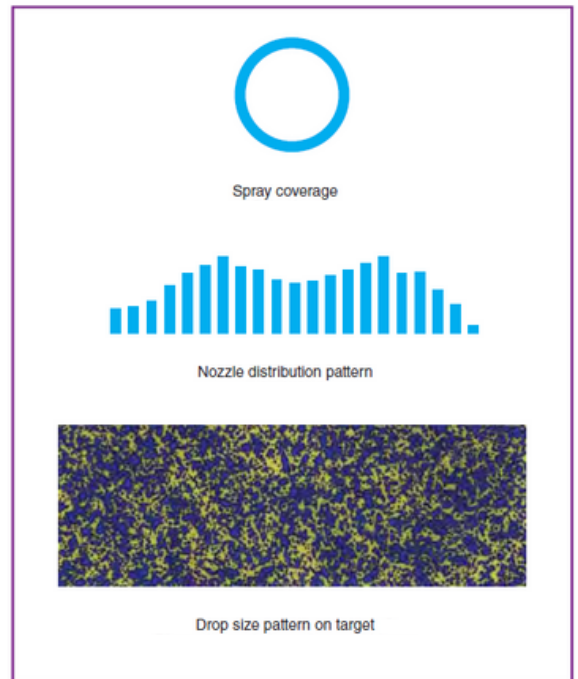 Spray coverage
Nozzle distribution pattern
Drop size pattern on target